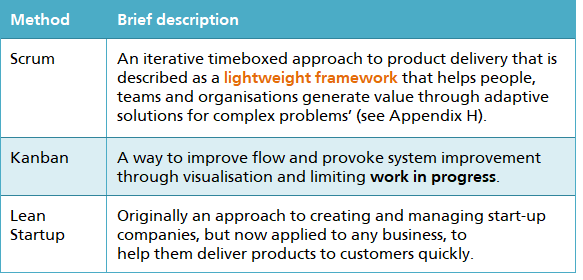 Method Brief description
Scrum An iterative timeboxed approach to product delivery that is
described as a lightweight framework that helps people,
teams and organisations generate value through adaptive
solutions for complex problems’ (see Appendix H).
Kanban A way to improve flow and provoke system improvement
through visualisation and limiting work in progress.
Lean Originally an approach to creating and managing start-up
Startup companies, but now applied to any business, to
help them deliver products to customers quickly.